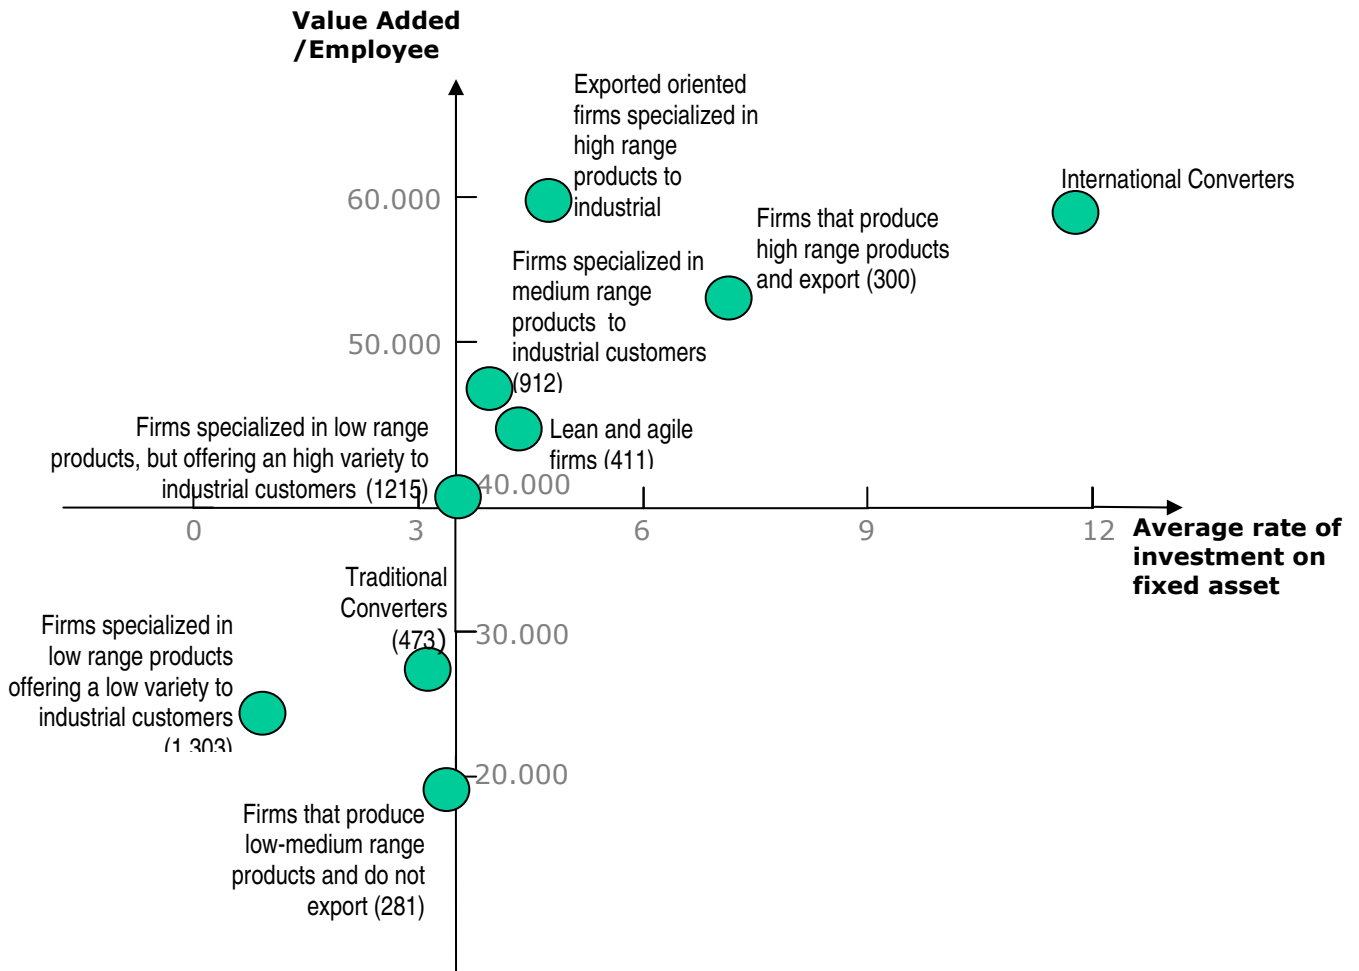 Value Added
/Employee
Exported oriented
firms specialized in
high range
products to
industrial
International Converters
60.000
Firms that produce
high range products
and export (300)
Firms specialized in
medium range
products to
industrial customers
(912)
50.000
Firms specialized in low range
products, but offering an high variety to
industrial customers (1215)
Lean and agile
firms (411)
40.000
0
3
6
9
12
Average rate of
investment on
fixed asset
Traditional
Converters
(473)
30.000
Firms specialized in
low range products
offering a low variety to
industrial customers
(1.303)
20.000
Firms that produce
low-medium range
products and do not
export (281)